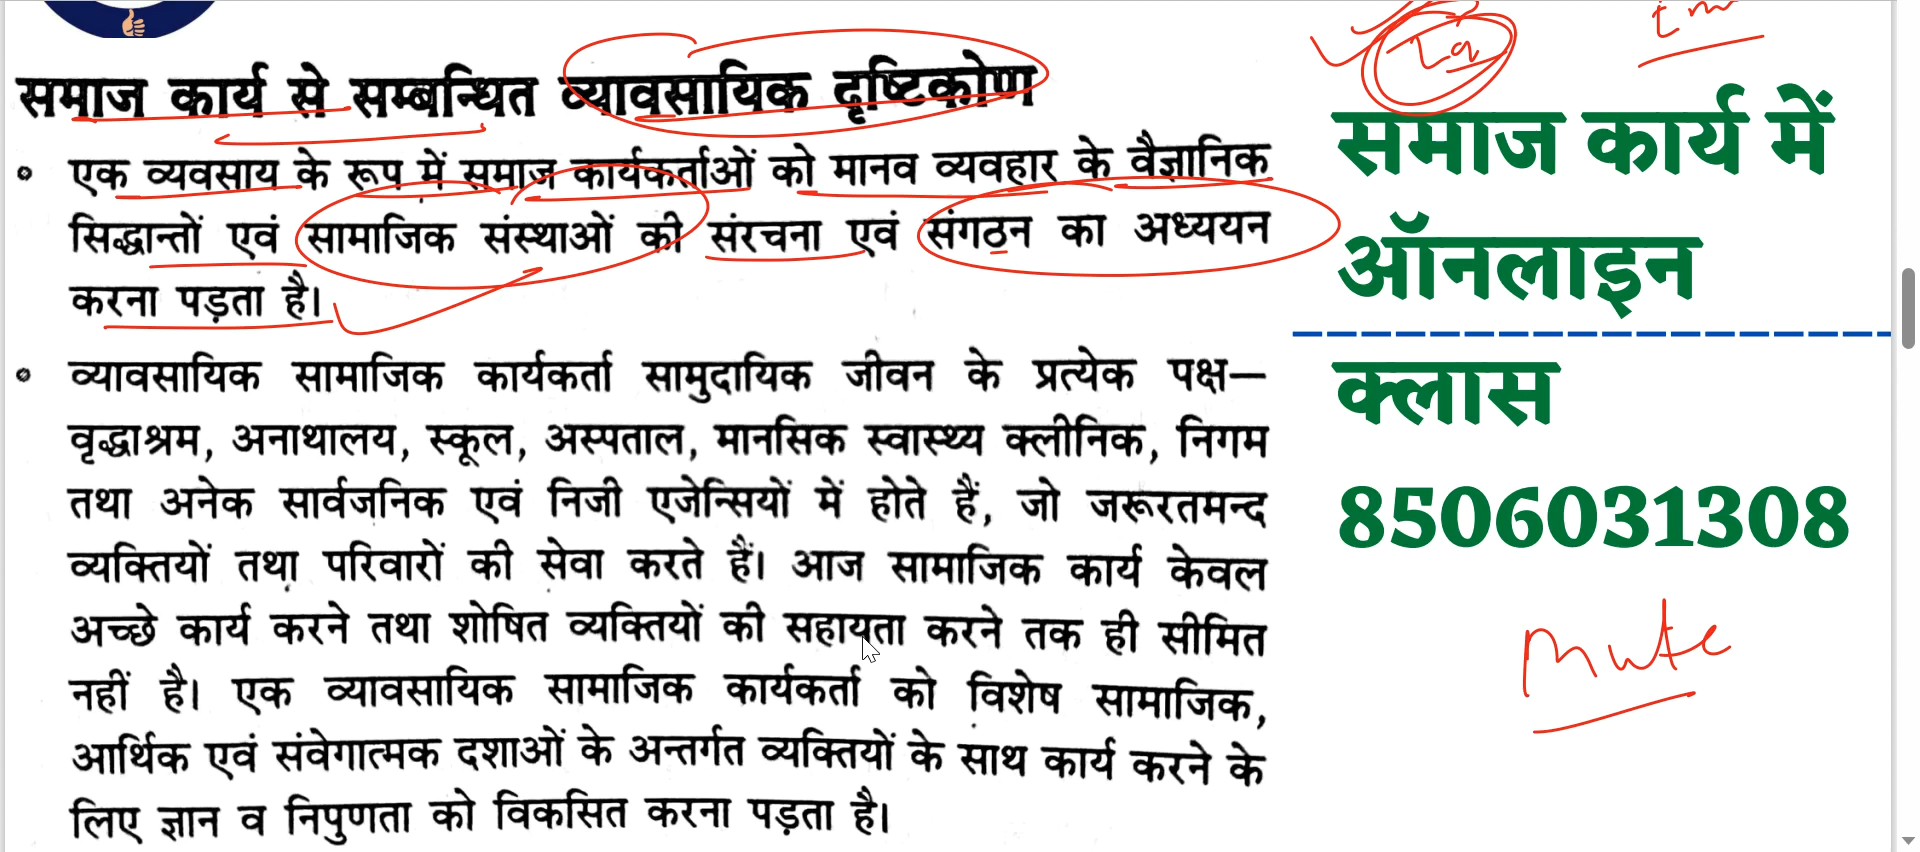 समाज कार्य से सम्बन्धित व्यावसायिक दृष्टिकोण
• एक व्यवसाय के रूप में समाज कार्यकर्ताओं को मानव व्यवहार के वैज्ञानिक
सिद्धान्तों एवं सामाजिक संस्थाओं की संरचना एवं संगठन का अध्ययन
करना पड़ता है।
• व्यावसायिक सामाजिक कार्यकर्ता सामुदायिक जीवन के प्रत्येक पक्ष—
वृद्धाश्रम, अनाथालय, स्कूल, अस्पताल, मानसिक स्वास्थ्य क्लीनिक, निगम
तथा अनेक सार्वजनिक एवं निजी एजेन्सियों में होते हैं, जो जरूरतमन्द
व्यक्तियों तथा परिवारों की सेवा करते हैं। आज सामाजिक कार्य केवल
अच्छे कार्य करने तथा शोषित व्यक्तियों की सहायता करने तक ही सीमित
नहीं है। एक व्यावसायिक सामाजिक कार्यकर्ता को विशेष सामाजिक,
आर्थिक एवं संवेगात्मक दशाओं के अन्तर्गत व्यक्तियों के साथ कार्य करने के
लिए ज्ञान व निपुणता को विकसित करना पड़ता है।
समाज कार्य में
ऑनलाइन
क्लास
8506031308
mute